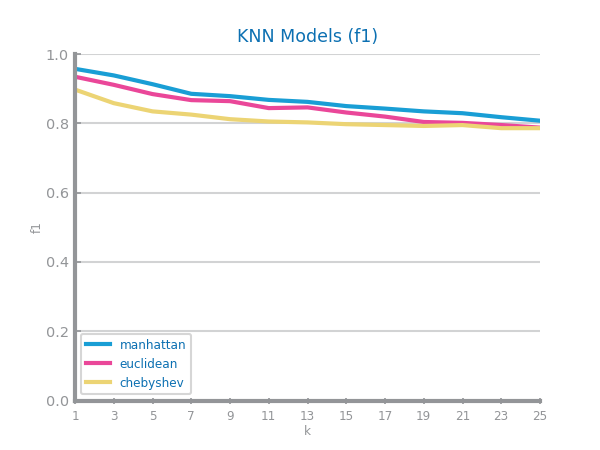 KNN Models (f1)
1.0
0.8
0.6
0.4
0.2
0.0
f1
manhattan
euclidean
chebyshev
1 3 5 7 9 11 13 15 17 19 21 23 25
k